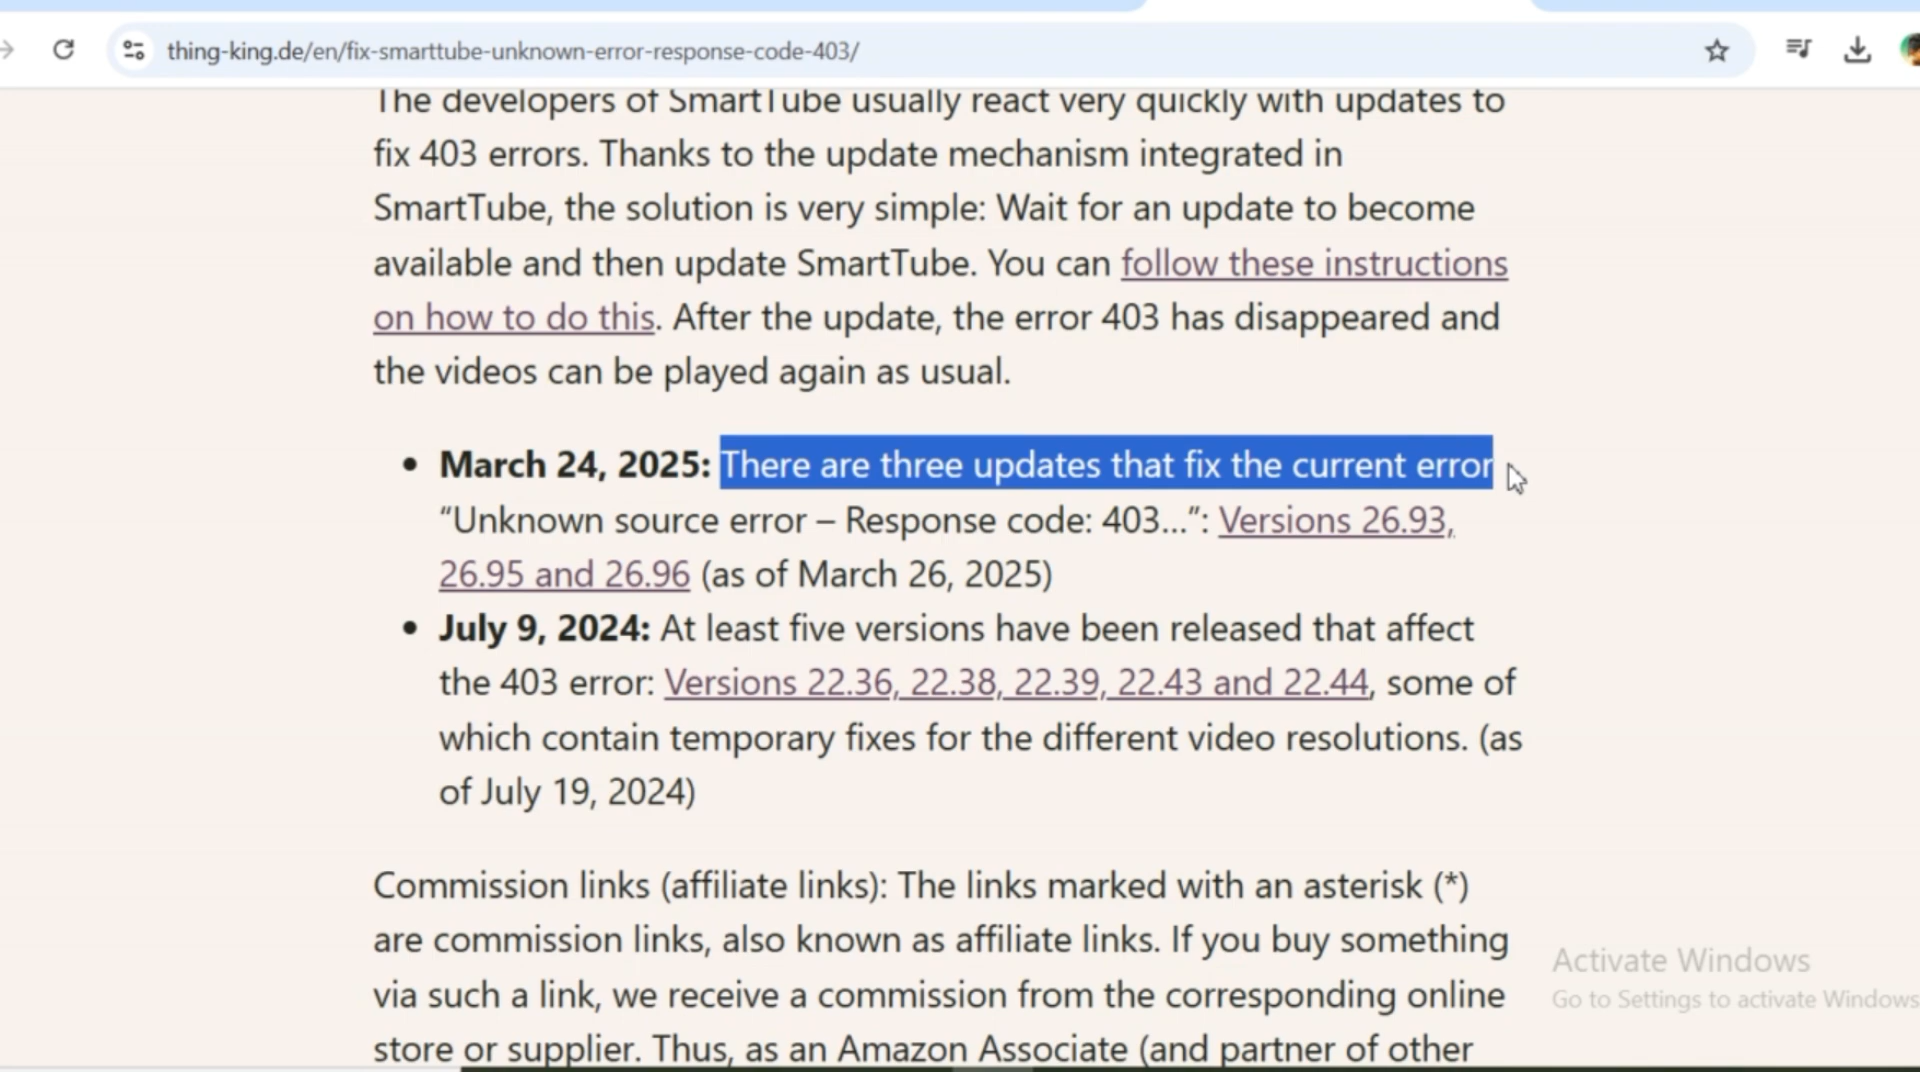 thing-king.de/en/fix-smarttube-unknown-error-response-code-403/
The developers of SmartTube usually react very quickly with updates to
fix 403 errors. Thanks to the update mechanism integrated in
SmartTube, the solution is very simple: Wait for an update to become
available and then update SmartTube. You can follow these instructions
on how to do this. After the update, the error 403 has disappeared and
the videos can be played again as usual.
• March 24, 2025: There are three updates that fix the current error
“Unknown source error – Response code: 403…”: Versions 26.93,
26.95 and 26.96 (as of March 26, 2025)
• July 9, 2024: At least five versions have been released that affect
the 403 error: Versions 22.36, 22.38, 22.39, 22.43 and 22.44, some of
which contain temporary fixes for the different video resolutions. (as
of July 19, 2024)
Commission links (affiliate links): The links marked with an asterisk (*)
are commission links, also known as affiliate links. If you buy something
via such a link, we receive a commission from the corresponding online
store or supplier. Thus, as an Amazon Associate (and partner of other
Activate Windows
Go to Settings to activate Windows